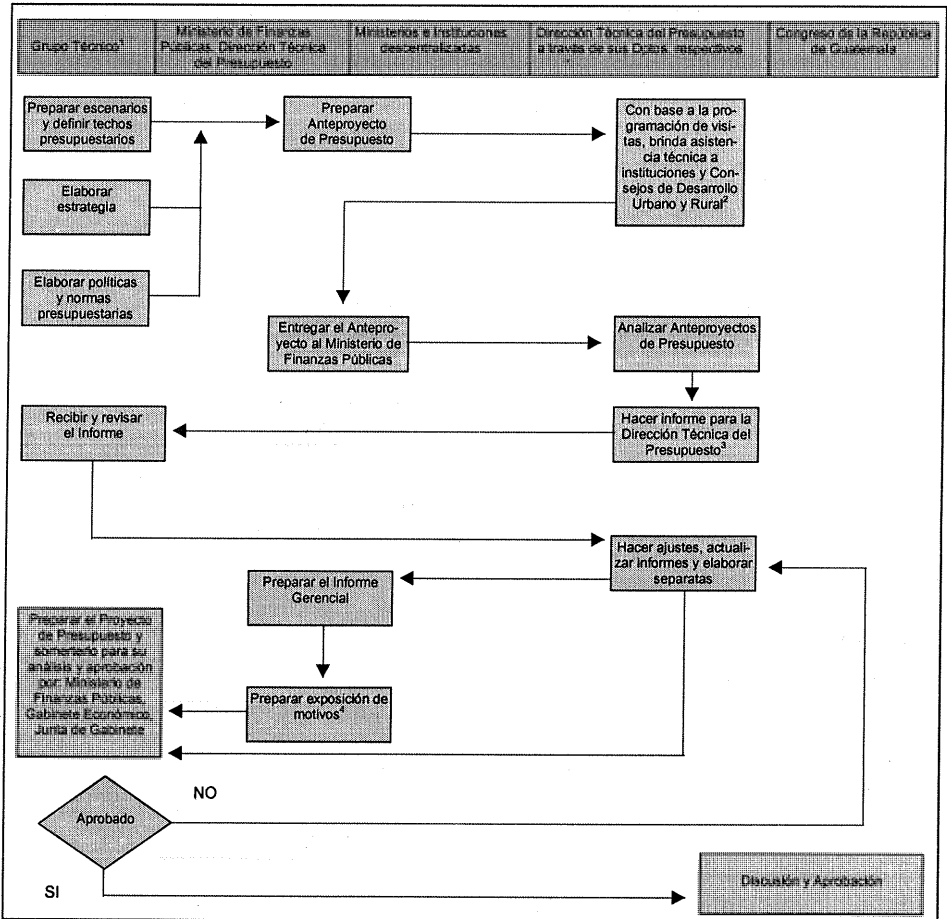 Grupo Técnico¹
Ministerio de Finanzas
Públicas, Dirección Técnica
del Presupuesto
Ministerios e Instituciones
descentralizadas
Dirección Técnica del Presupuesto
a través de sus Dptos. respectivos
Congreso de la República
de Guatemala
Preparar escenarios
y definir techos
presupuestarios
Preparar
Anteproyecto
de Presupuesto
Con base a la pro-
gramación de visi-
tas, brinda asisten-
cia técnica a
instituciones y Con-
sejos de Desarrollo
Urbano y Rural²
Elaborar
estrategia
Elaborar políticas
y normas
presupuestarias
Entregar el Antepro-
yecto al Ministerio de
Finanzas Públicas
Analizar Anteproyectos
de Presupuesto
Recibir y revisar
el Informe
Hacer informe para la
Dirección Técnica del
Presupuesto³
Hacer ajustes, actuali-
zar informes y elaborar
separatas
Preparar el Informe
Gerencial
Preparar el Proyecto
de Presupuesto y
someterlo para su
análisis y aprobación
por: Ministerio de
Finanzas Públicas,
Gabinete Económico,
Junta de Gabinete
Preparar exposición de
motivos⁴
NO
Aprobado
SI
Discusión y Aprobación